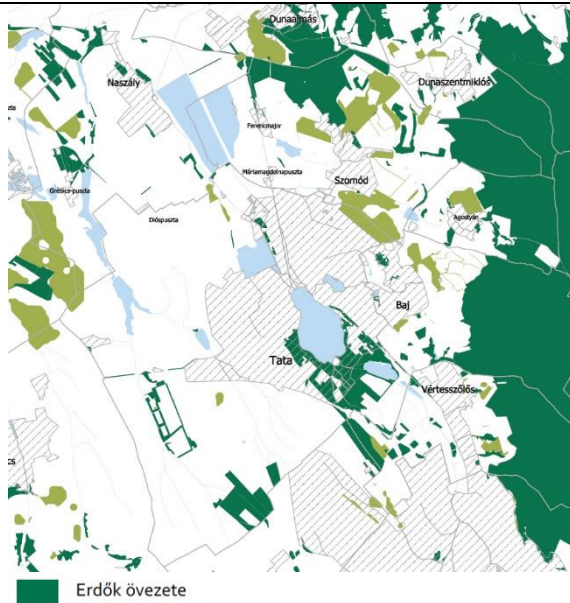 Dunaalmás
Naszály
Dunaszentmiklós
Ferencmajor
Máriamagdolnapuszta
Szomód
Grébics-puszta
Agostyán
Dióspuszta
Baj
Tata
Vértesszőlős
Erdők övezete